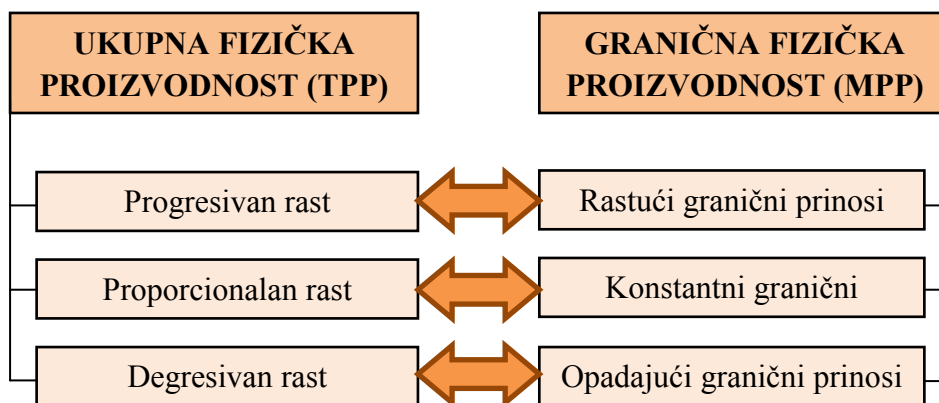 UKUPNA FIZIČKA
PROIZVODNOST (TPP)
GRANIČNA FIZIČKA
PROIZVODNOST (MPP)
Progresivan rast
Rastući granični prinosi
Proporcionalan rast
Konstantni granični
Degresivan rast
Opadajući granični prinosi